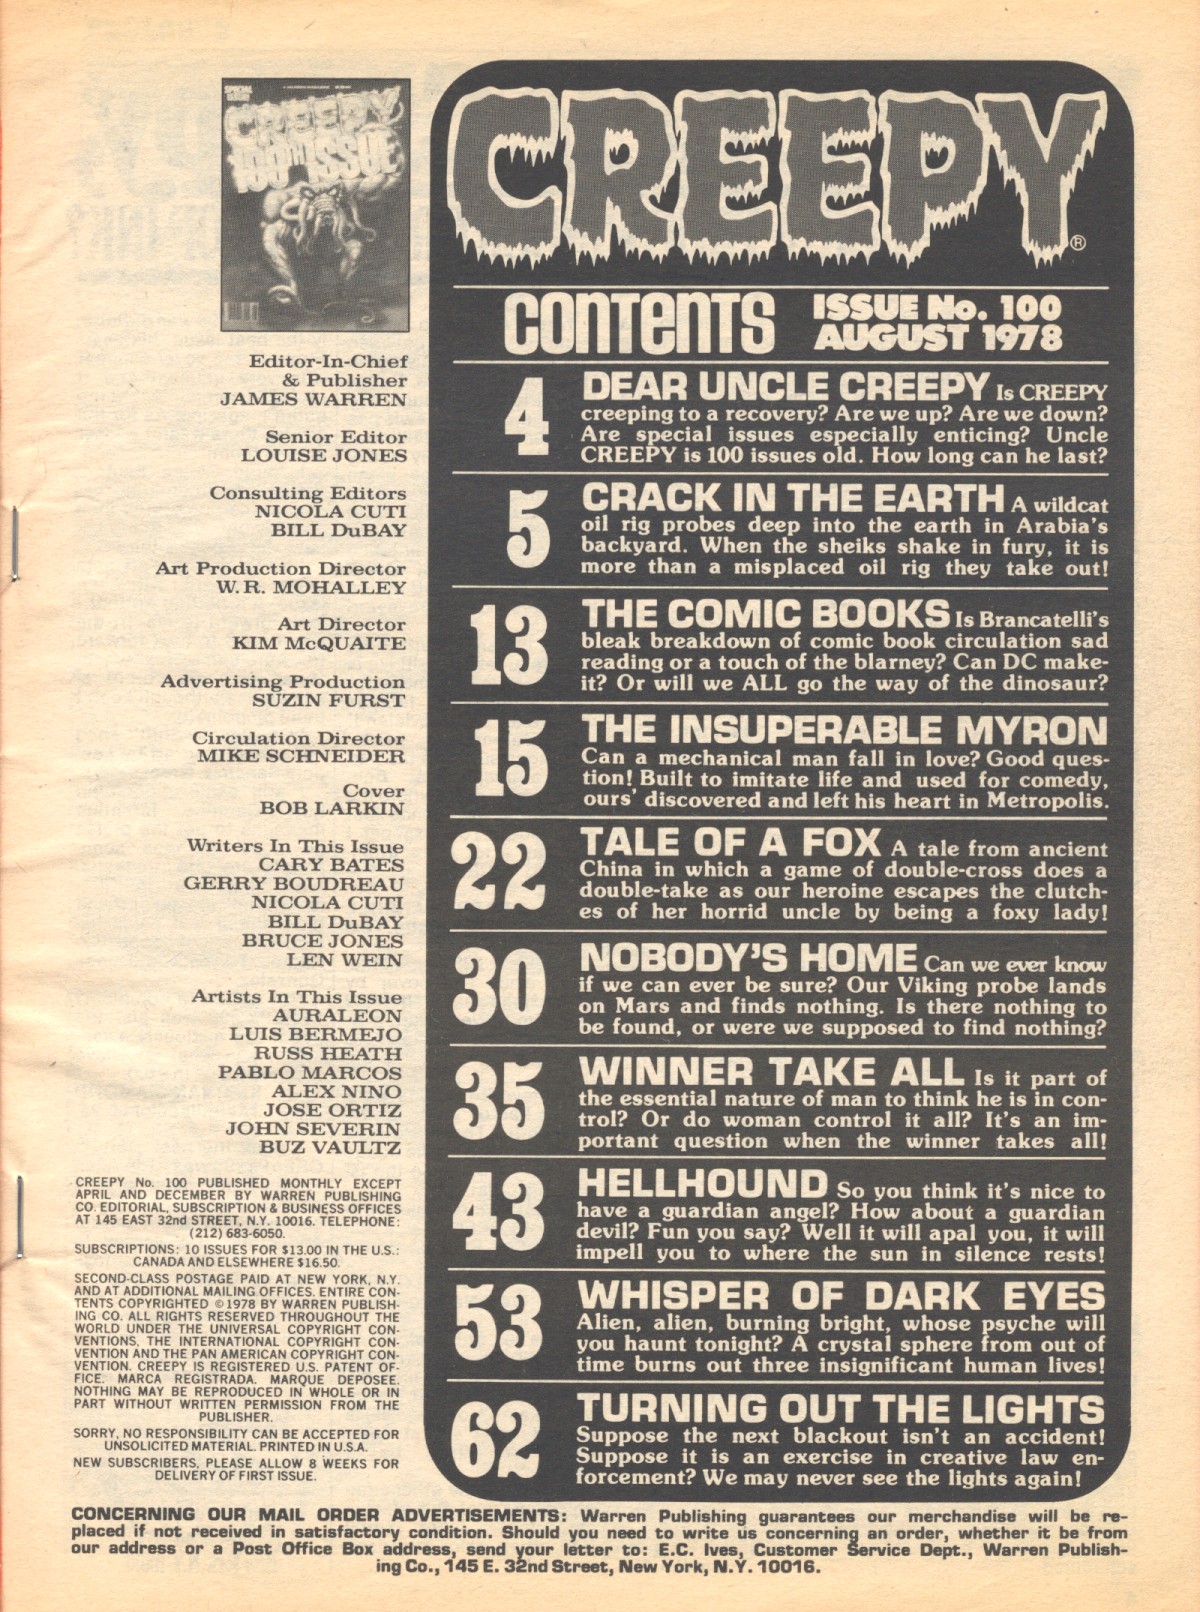 SPECIAL
ISSUE
CREEPY
100TH ISSUE
Editor-In-Chief
& Publisher
JAMES WARREN
Senior Editor
LOUISE JONES
Consulting Editors
NICOLA CUTI
BILL DuBAY
Art Production Director
W. R. MOHALLEY
Art Director
KIM McQUAITE
Advertising Production
SUZIN FURST
Circulation Director
MIKE SCHNEIDER
Cover
BOB LARKIN
Writers In This Issue
CARY BATES
GERRY BOUDREAU
NICOLA CUTI
BILL DuBAY
BRUCE JONES
LEN WEIN
Artists In This Issue
AURALEON
LUIS BERMEJO
RUSS HEATH
PABLO MARCOS
ALEX NINO
JOSE ORTIZ
JOHN SEVERIN
BUZ VAULTZ
CREEPY No. 100 PUBLISHED MONTHLY EXCEPT
APRIL AND DECEMBER BY WARREN PUBLISHING
CO. EDITORIAL, SUBSCRIPTION & BUSINESS OFFICES
AT 145 EAST 32nd STREET, N.Y. 10016. TELEPHONE:
(212) 683-6050.
SUBSCRIPTIONS: 10 ISSUES FOR $13.00 IN THE U.S.:
CANADA AND ELSEWHERE $16.50.
SECOND-CLASS POSTAGE PAID AT NEW YORK, N.Y.
AND AT ADDITIONAL MAILING OFFICES. ENTIRE CON-
TENTS COPYRIGHTED ©1978 BY WARREN PUBLISH-
ING CO. ALL RIGHTS RESERVED THROUGHOUT THE
WORLD UNDER THE UNIVERSAL COPYRIGHT CON-
VENTIONS, THE INTERNATIONAL COPYRIGHT CON-
VENTION AND THE PAN AMERICAN COPYRIGHT CON-
VENTION. CREEPY IS REGISTERED U.S. PATENT OF-
FICE. MARCA REGISTRADA. MARQUE DEPOSEE.
NOTHING MAY BE REPRODUCED IN WHOLE OR IN
PART WITHOUT WRITTEN PERMISSION FROM THE
PUBLISHER.
SORRY, NO RESPONSIBILITY CAN BE ACCEPTED FOR
UNSOLICITED MATERIAL. PRINTED IN U.S.A.
NEW SUBSCRIBERS, PLEASE ALLOW 8 WEEKS FOR
DELIVERY OF FIRST ISSUE.
CREEPY®
CONTENTS
ISSUE No. 100
AUGUST 1978
4 DEAR UNCLE CREEPY Is CREEPY
creeping to a recovery? Are we up? Are we down?
Are special issues especially enticing? Uncle
CREEPY is 100 issues old. How long can he last?
5 CRACK IN THE EARTH A wildcat
oil rig probes deep into the earth in Arabia's
backyard. When the sheiks shake in fury, it is
more than a misplaced oil rig they take out!
13 THE COMIC BOOKS Is Brancatelli's
bleak breakdown of comic book circulation sad
reading or a touch of the blarney? Can DC make-
it? Or will we ALL go the way of the dinosaur?
15 THE INSUPERABLE MYRON
Can a mechanical man fall in love? Good ques-
tion! Built to imitate life and used for comedy,
ours' discovered and left his heart in Metropolis.
22 TALE OF A FOX A tale from ancient
China in which a game of double-cross does a
double-take as our heroine escapes the clutch-
es of her horrid uncle by being a foxy lady!
30 NOBODY'S HOME Can we ever know
if we can ever be sure? Our Viking probe lands
on Mars and finds nothing. Is there nothing to
be found, or were we supposed to find nothing?
35 WINNER TAKE ALL Is it part of
the essential nature of man to think he is in con-
trol? Or do woman control it all? It's an im-
portant question when the winner takes all!
43 HELLHOUND So you think it's nice to
have a guardian angel? How about a guardian
devil? Fun you say? Well it will apal you, it will
impell you to where the sun in silence rests!
53 WHISPER OF DARK EYES
Alien, alien, burning bright, whose psyche will
you haunt tonight? A crystal sphere from out of
time burns out three insignificant human lives!
62 TURNING OUT THE LIGHTS
Suppose the next blackout isn't an accident!
Suppose it is an exercise in creative law en-
forcement? We may never see the lights again!
CONCERNING OUR MAIL ORDER ADVERTISEMENTS: Warren Publishing guarantees our merchandise will be re-
placed if not received in satisfactory condition. Should you need to write us concerning an order, whether it be from
our address or a Post Office Box address, send your letter to: E.C. Ives, Customer Service Dept., Warren Publish-
ing Co., 145 E. 32nd Street, New York, N.Y. 10016.